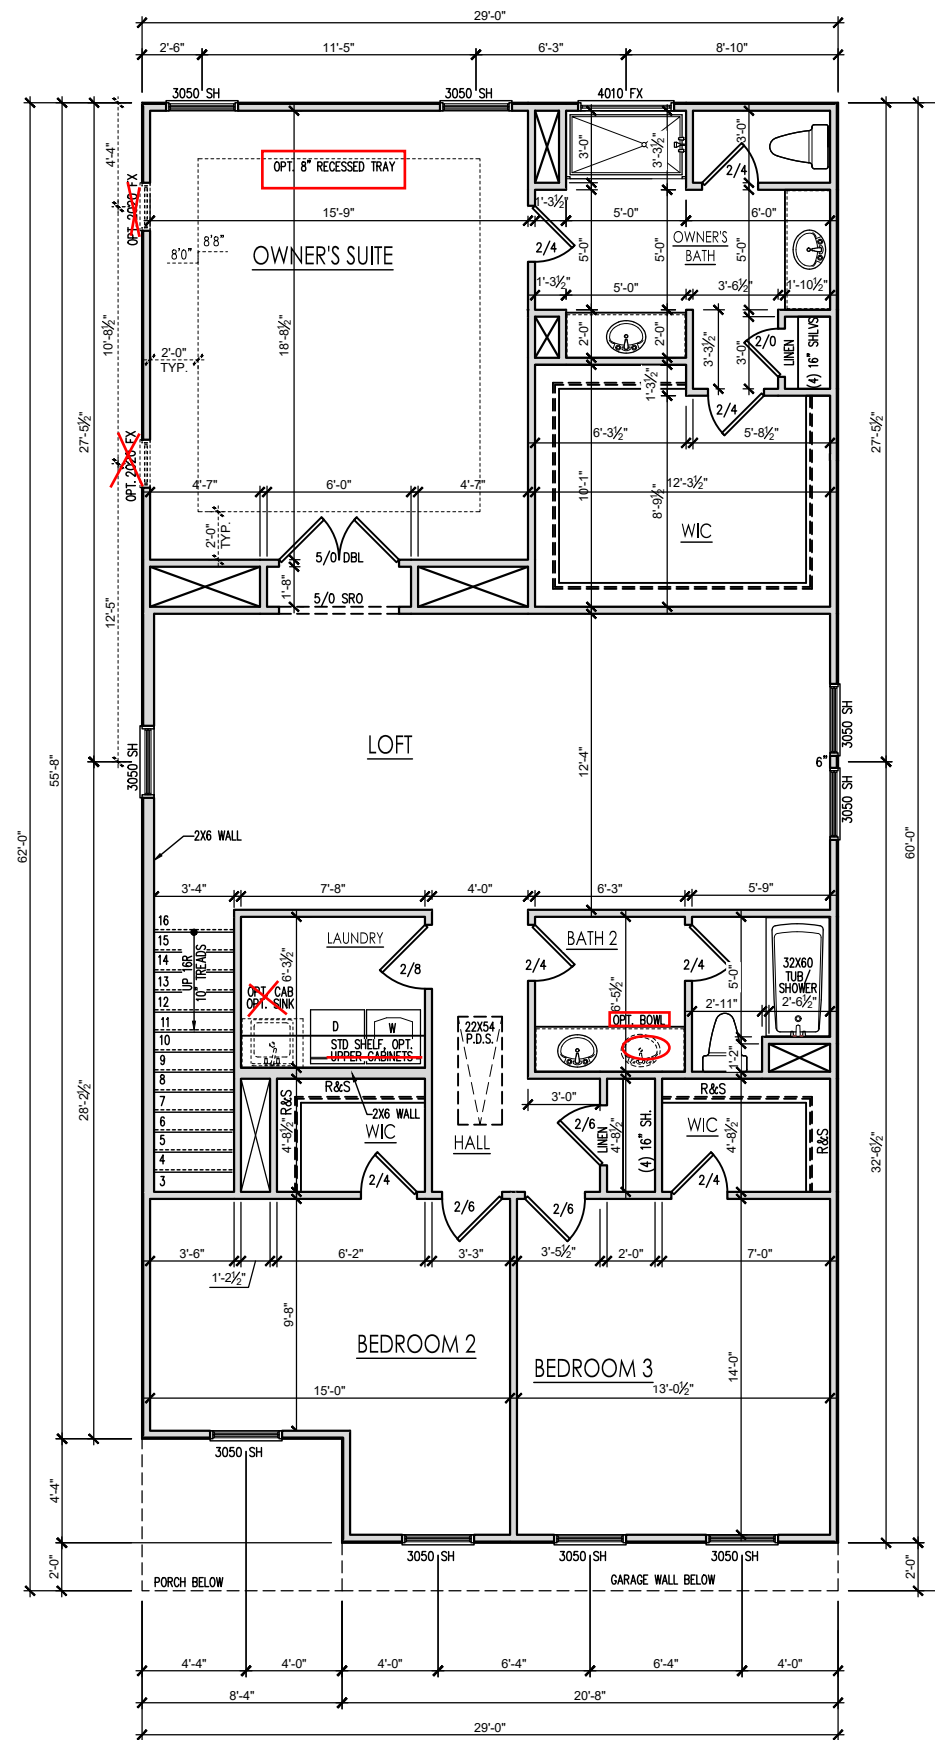 29'-0"
2'-6"
11'-5"
6'-3"
8'-10"
3050 SH
3050 SH
4010 FX
4'-4"
OPT. 2020 FX
OPT. 8" RECESSED TRAY
3'-0"
3'-3½"
3'-0"
2/4
15'-9"
1'-3½"
5'-0"
6'-0"
8'0"
8'8"
OWNER'S SUITE
2/4
5'-0"
5'-0"
OWNER'S
BATH
5'-0"
1'-3½"
5'-0"
3'-6½"
1'-10½"
10'-8½"
18'-8½"
2'-0"
TYP.
2'-0"
2'-0"
3'-3½"
3'-0"
2/0
LINEN
(4) 16" SHLVS
1'-3½"
2/4
27'-5½"
27'-5½"
6'-3½"
5'-8½"
OPT. 2020 FX
4'-7"
6'-0"
4'-7"
10'-1"
8'-9½"
12'-3½"
WIC
2'-0"
TYP.
5/0 DBL
1'-8"
5/0 SRO
12'-5"
LOFT
12'-4"
3050 SH
3050 SH
6"
3050 SH
55'-8"
62'-0"
60'-0"
2X6 WALL
3'-4"
7'-8"
4'-0"
6'-3"
5'-9"
16
15
14
13
12
11
10
9
8
7
6
5
4
3
UP 16R
10" TREADS
LAUNDRY
6'-3½"
2/8
OPT. CAB
OPT. SINK
D
W
STD SHELF, OPT.
UPPER CABINETS
BATH 2
2/4
6'-5½"
OPT. BOWL
2/4
5'-0"
32X60
TUB/
SHOWER
2'-11"
2'-6½"
1'-2"
22X54
P.D.S.
R&S
R&S
4'-8½"
2X6 WALL
WIC
2/4
HALL
3'-0"
2/6
LINEN
4'-8½"
(4) 16" SH.
R&S
WIC
4'-8½"
R&S
2/4
2/6
2/6
28'-2½"
32'-6½"
3'-6"
1'-2½"
6'-2"
3'-3"
3'-5½"
2'-0"
7'-0"
9'-8"
BEDROOM 2
BEDROOM 3
14'-0"
15'-0"
13'-0½"
3050 SH
4'-4"
2'-0"
3050 SH
3050 SH
3050 SH
PORCH BELOW
GARAGE WALL BELOW
2'-0"
4'-4"
4'-0"
4'-0"
6'-4"
6'-4"
4'-0"
8'-4"
20'-8"
29'-0"